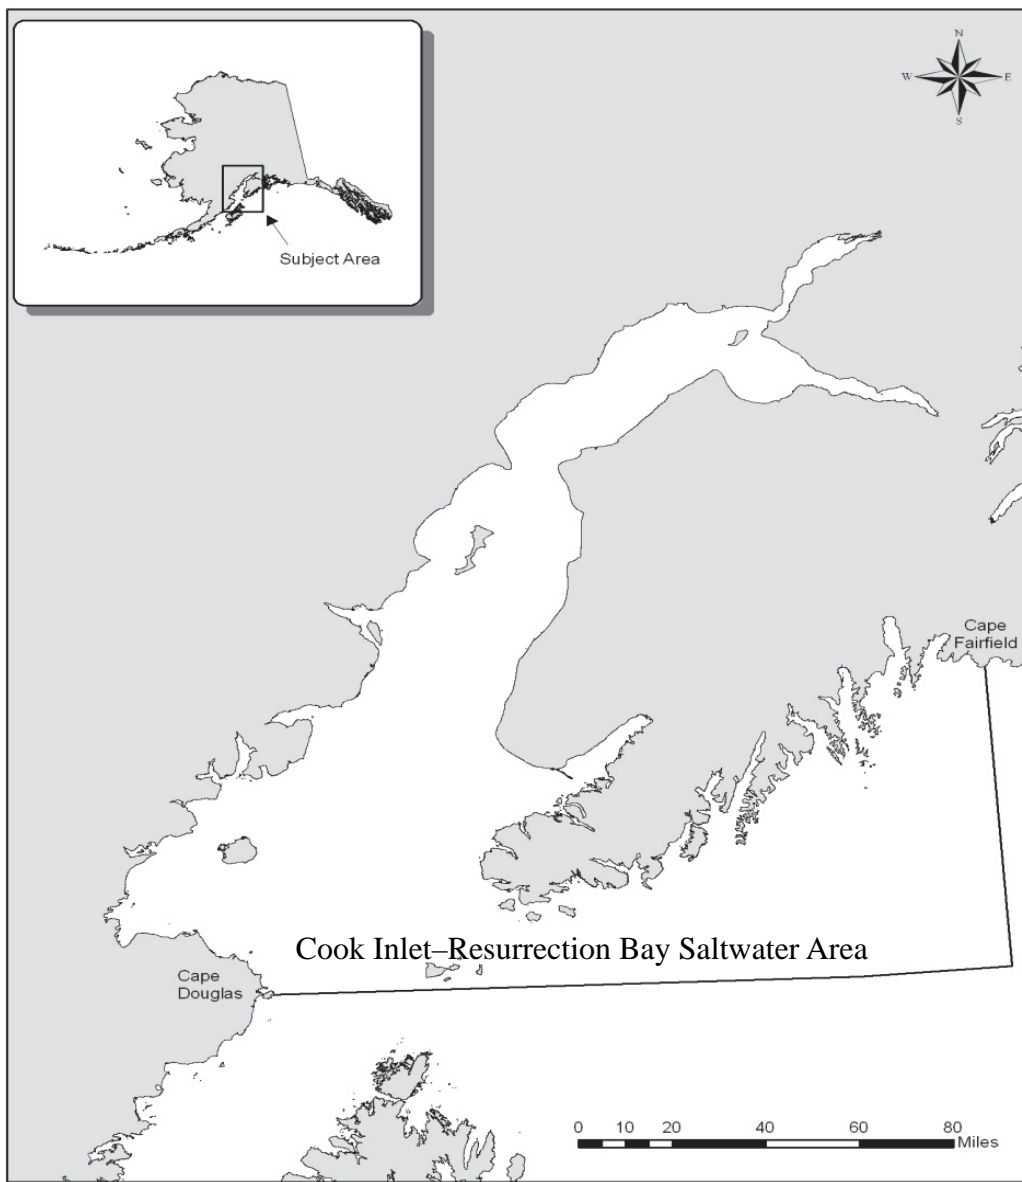 N
W E
S
Subject Area
Cape
Fairfield
Cook Inlet–Resurrection Bay Saltwater Area
Cape
Douglas
0 10 20 40 60 80
Miles